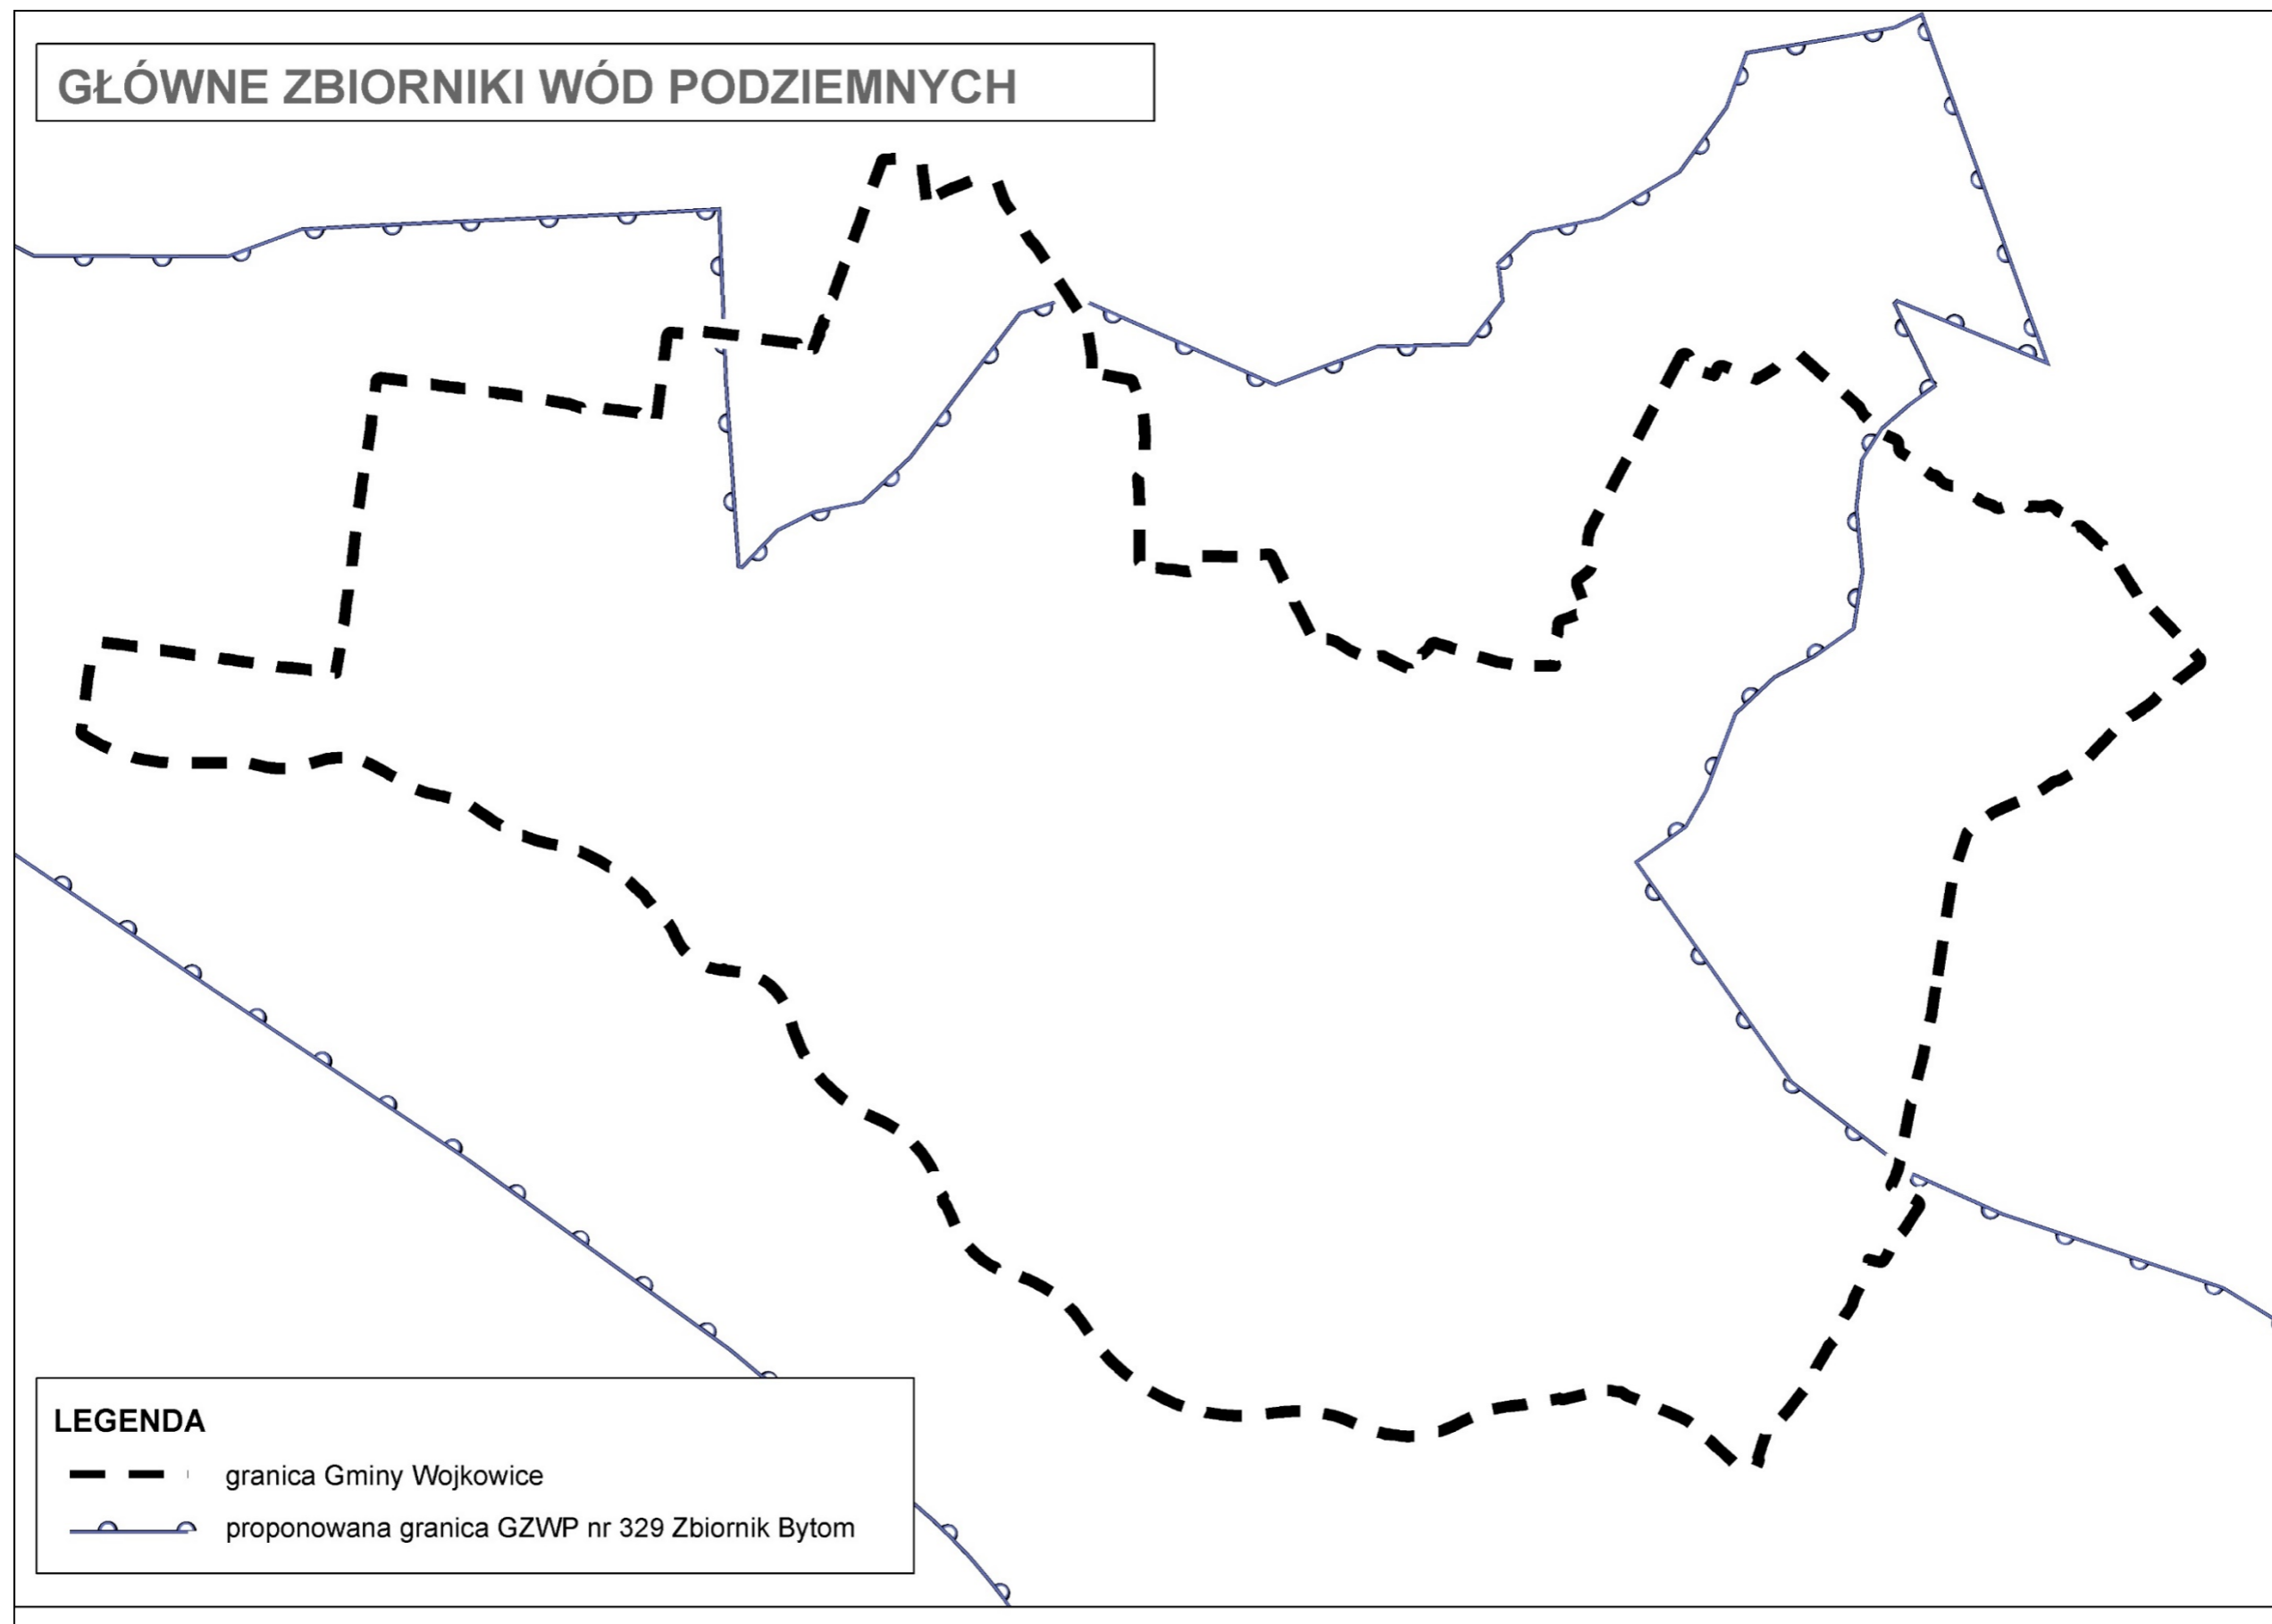 GŁÓWNE ZBIORNIKI WÓD PODZIEMNYCH
LEGENDA
granica Gminy Wojkowice
proponowana granica GZWP nr 329 Zbiornik Bytom